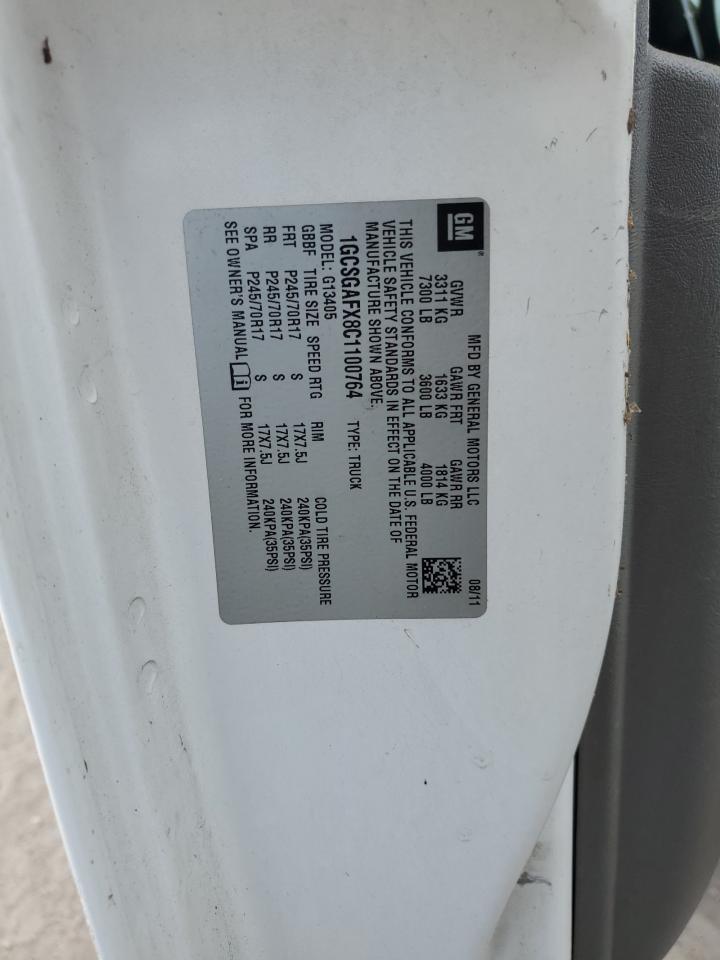 GM®
MFD BY GENERAL MOTORS LLC 08/11
GVWR GAWR FRT GAWR RR
3311 KG 1633 KG 1814 KG
7300 LB 3600 LB 4000 LB
THIS VEHICLE CONFORMS TO ALL APPLICABLE U.S. FEDERAL MOTOR
VEHICLE SAFETY STANDARDS IN EFFECT ON THE DATE OF
MANUFACTURE SHOWN ABOVE.
1GCSGAFX8C1100764 TYPE: TRUCK
MODEL: G13405
GBBF TIRE SIZE SPEED RTG RIM COLD TIRE PRESSURE
FRT P245/70R17 S 17X7.5J 240KPA(35PSI)
RR P245/70R17 S 17X7.5J 240KPA(35PSI)
SPA P245/70R17 S 17X7.5J 240KPA(35PSI)
SEE OWNER'S MANUAL i FOR MORE INFORMATION.